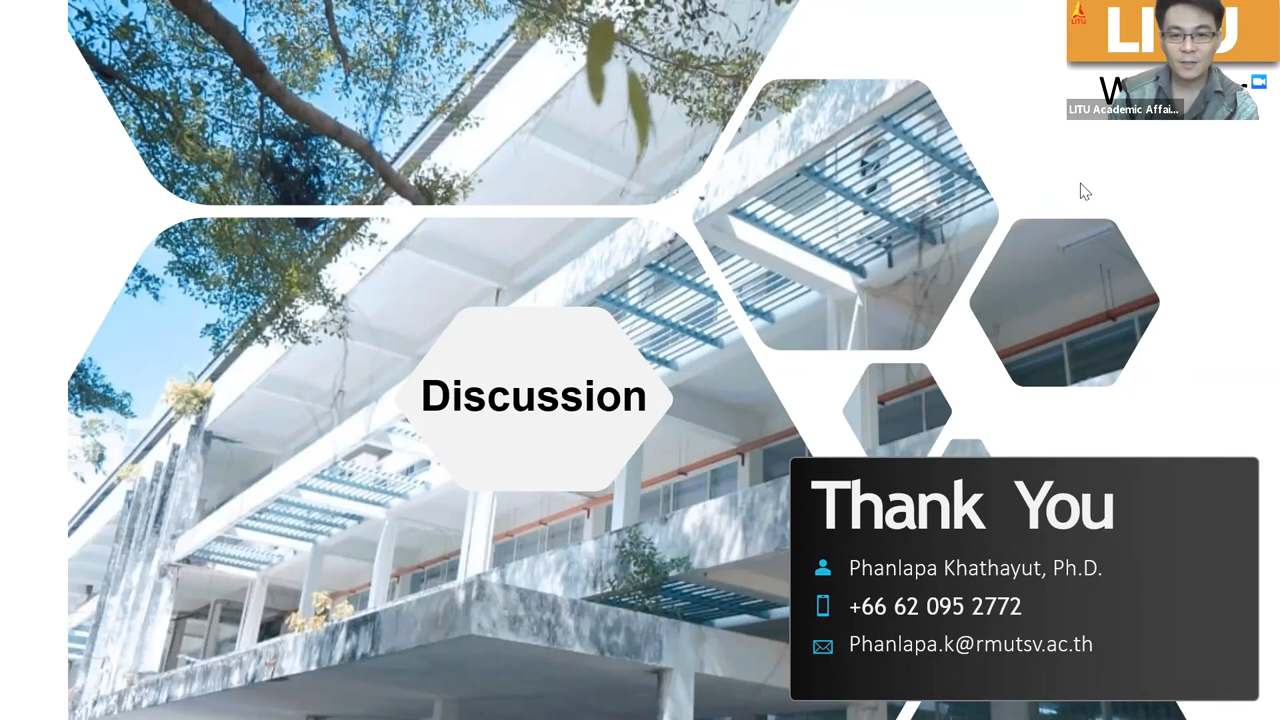 LITU
LITU Academic Affai...
Discussion
Thank You
Phanlapa Khathayut, Ph.D.
+66 62 095 2772
Phanlapa.k@rmutsv.ac.th